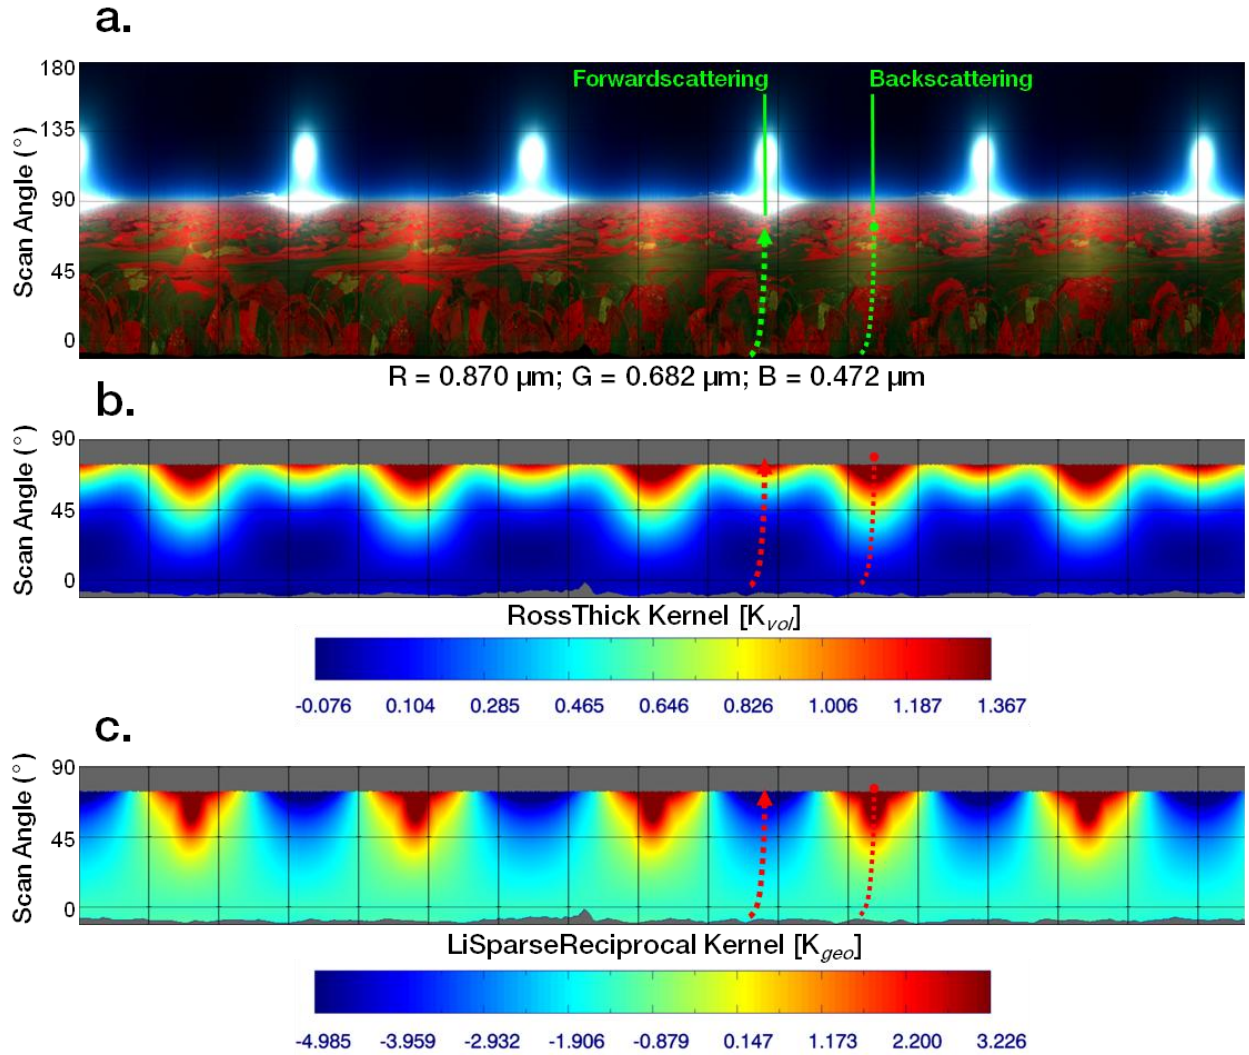 a.
Scan Angle (°)
180
135
90
45
0
Forwardscattering
Backscattering
R = 0.870 µm; G = 0.682 µm; B = 0.472 µm
b.
Scan Angle (°)
90
45
0
RossThick Kernel [Kvol]
-0.076 0.104 0.285 0.465 0.646 0.826 1.006 1.187 1.367
c.
Scan Angle (°)
90
45
0
LiSparseReciprocal Kernel [Kgeo]
-4.985 -3.959 -2.932 -1.906 -0.879 0.147 1.173 2.200 3.226